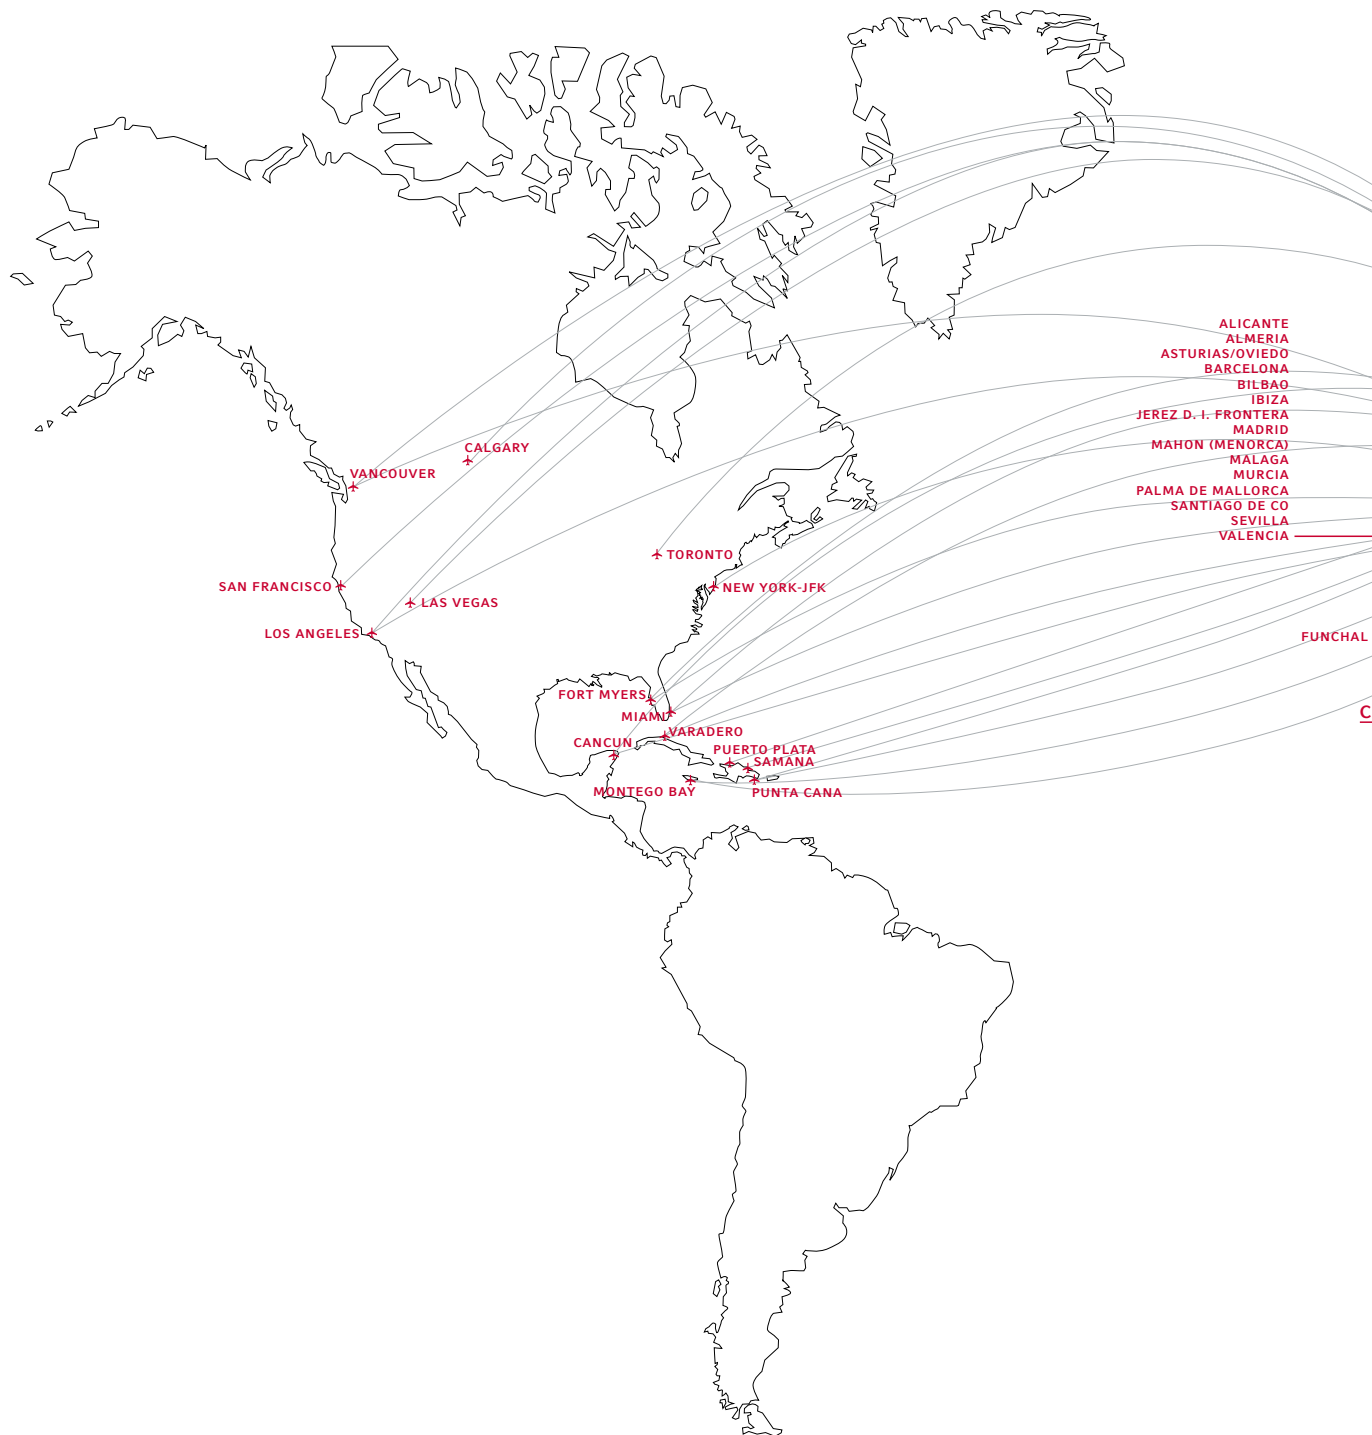 ALICANTE
ALMERIA
ASTURIAS/OVIEDO
BARCELONA
BILBAO
IBIZA
JEREZ D. I. FRONTERA
MADRID
MAHON (MENORCA)
MALAGA
MURCIA
PALMA DE MALLORCA
SANTIAGO DE CO
SEVILLA
VALENCIA
CALGARY
VANCOUVER
TORONTO
SAN FRANCISCO
NEW YORK-JFK
LAS VEGAS
LOS ANGELES
FUNCHAL
FORT MYERS
MIAMI
C
VARADERO
CANCUN
PUERTO PLATA
SAMANA
MONTEGO BAY
PUNTA CANA